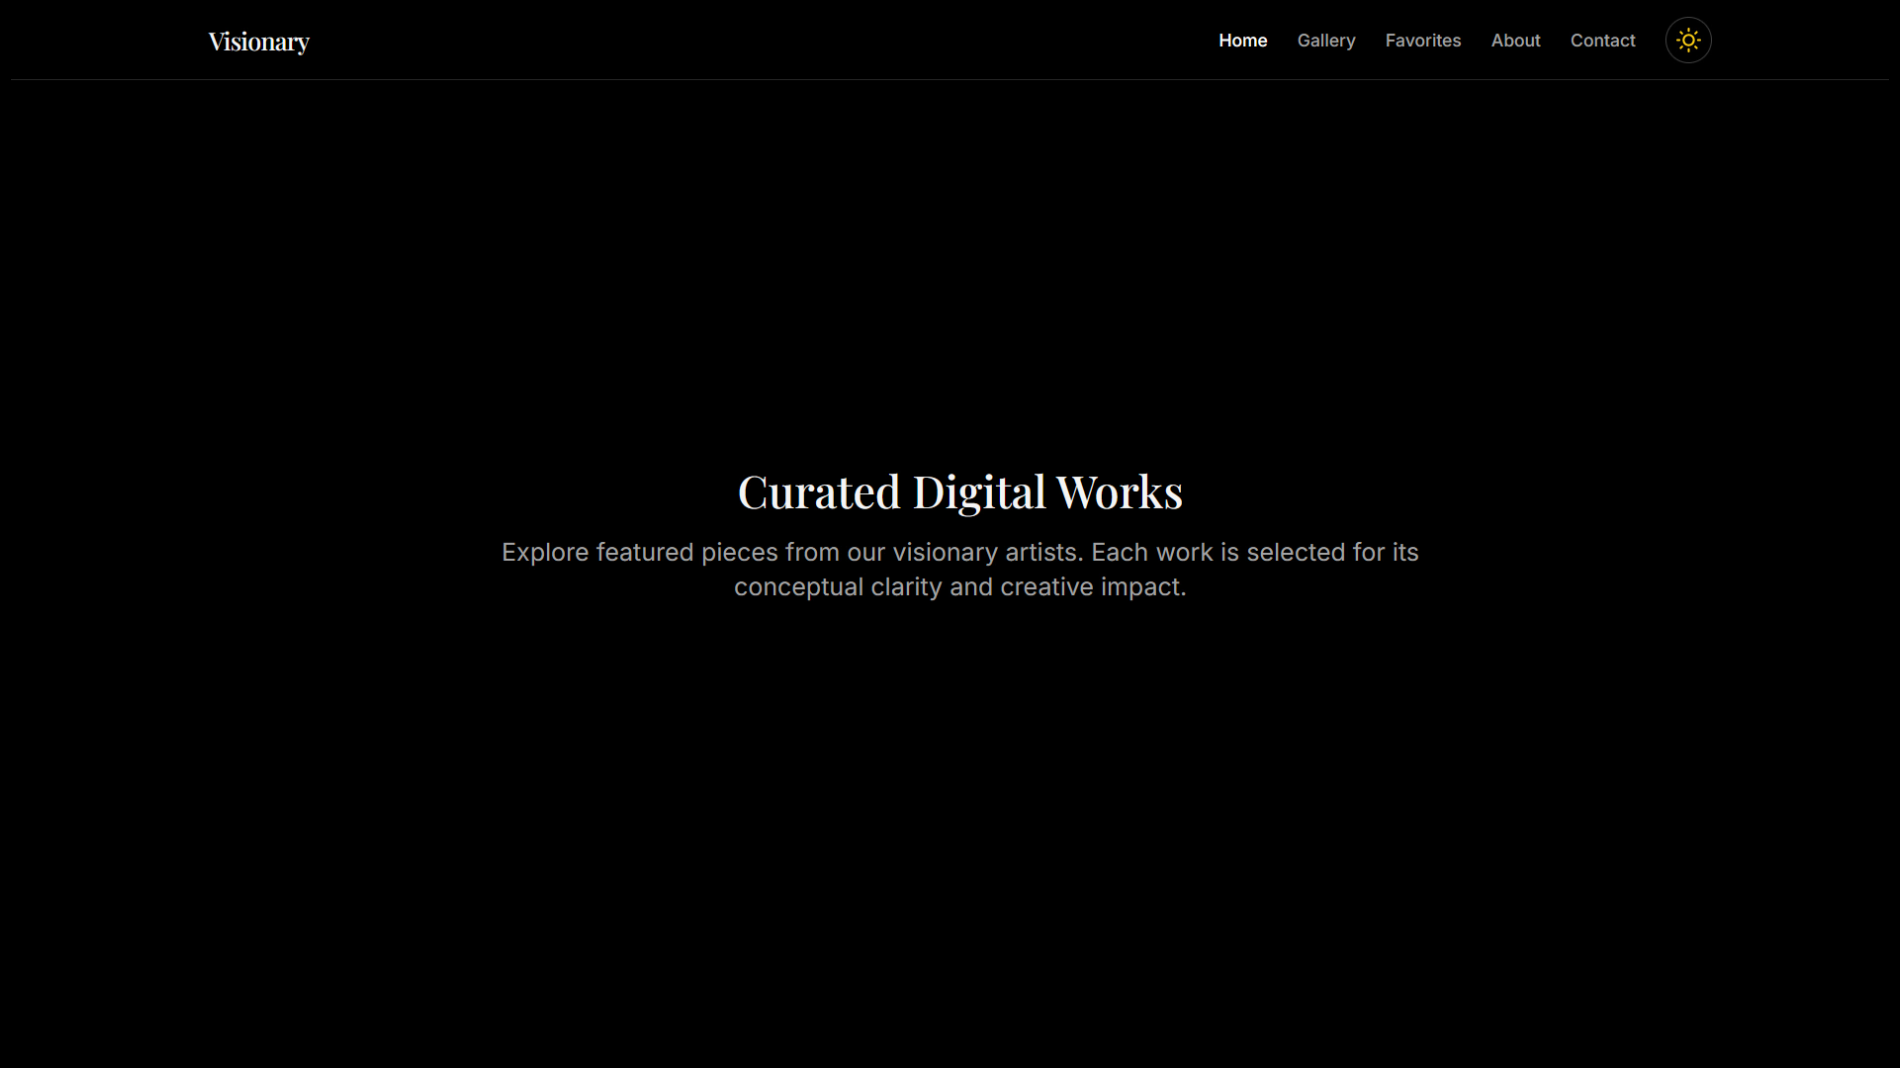 Visionary
Home Gallery Favorites About Contact
Curated Digital Works
Explore featured pieces from our visionary artists. Each work is selected for its
conceptual clarity and creative impact.